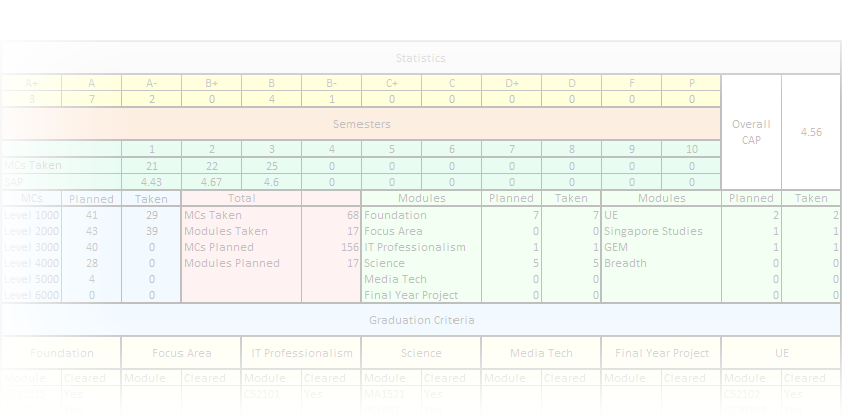 Statistics
A+ A A- B+ B B- C+ C D+ D F P
3 7 2 0 4 1 0 0 0 0 0 0
Overall CAP 4.56
Semesters
1 2 3 4 5 6 7 8 9 10
MCs Taken 21 22 25 0 0 0 0 0 0 0
SAP 4.43 4.67 4.6 0 0 0 0 0 0 0
MCs Planned Taken Total Modules Planned Taken Modules Planned Taken
Level 1000 41 29 MCs Taken 68 Foundation 7 7 UE 2 2
Level 2000 43 39 Modules Taken 17 Focus Area 0 0 Singapore Studies 1 1
Level 3000 40 0 MCs Planned 156 IT Professionalism 1 1 GEM 1 1
Level 4000 28 0 Modules Planned 17 Science 5 5 Breadth 0 0
Level 5000 4 0 Media Tech 0 0 0 0
Level 6000 0 0 Final Year Project 0 0 0 0
Graduation Criteria
Foundation Focus Area IT Professionalism Science Media Tech Final Year Project UE
Module Cleared Module Cleared Module Cleared Module Cleared Module Cleared Module Cleared Module Cleared
Yes CS2101 Yes MA1521 Yes CS2102 Yes